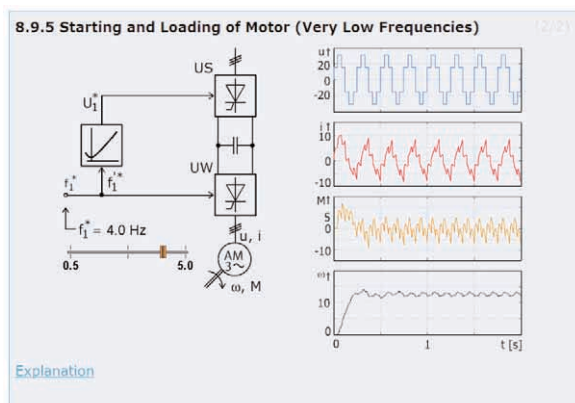 8.9.5 Starting and Loading of Motor (Very Low Frequencies)
US
U₁*
UW
f₁*
f₁'*
f₁* = 4.0 Hz
0.5
5.0
u, i
AM
3~
ω, M
u↑
20
0
-20
i↑
10
0
-10
M↑
5
0
-10
ω↑
10
0
0
1
t [s]
Explanation